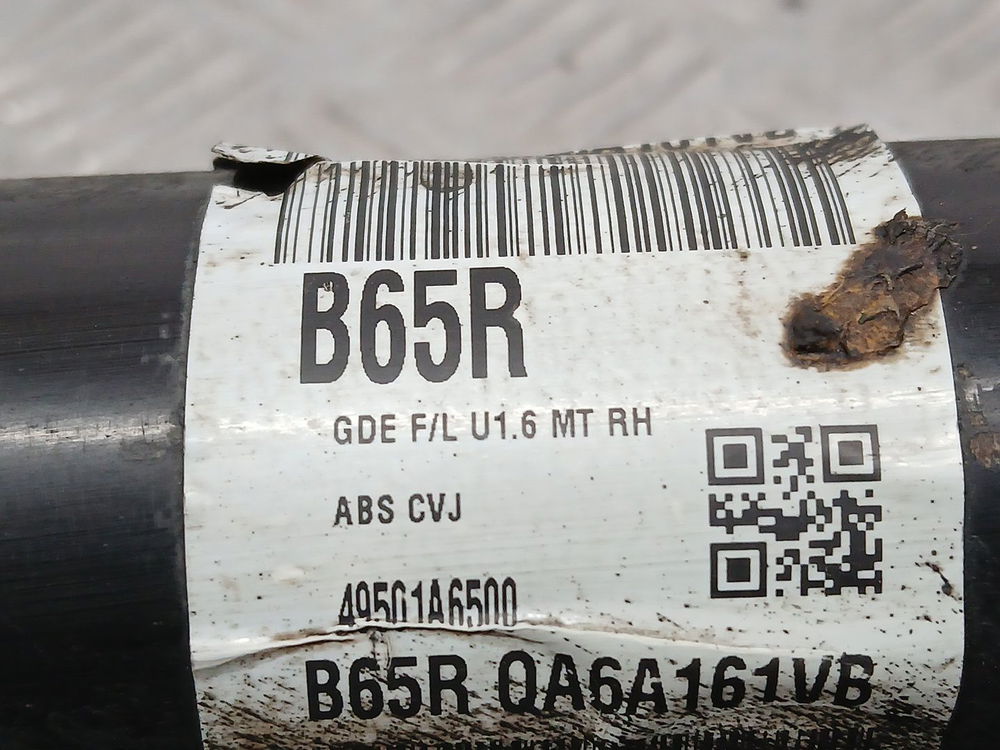 B65R
GDE F/L U1.6 MT RH
ABS CVJ
49501A6500
B65R QA6A161VB